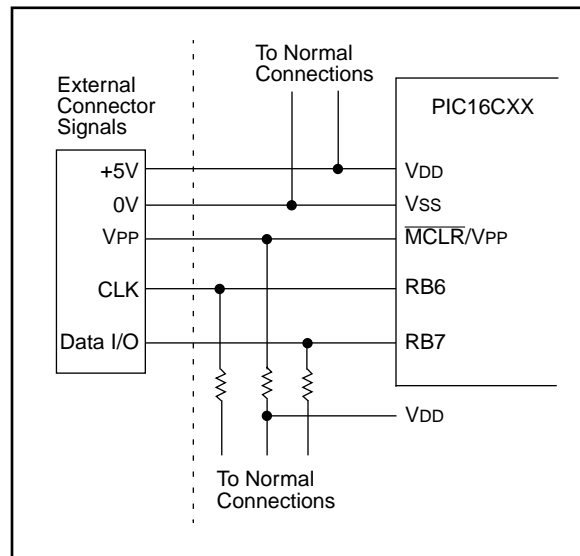 To Normal
Connections
External
Connector
Signals
PIC16CXX
+5V
0V
VPP
CLK
Data I/O
VDD
VSS
MCLR/VPP
RB6
RB7
VDD
To Normal
Connections